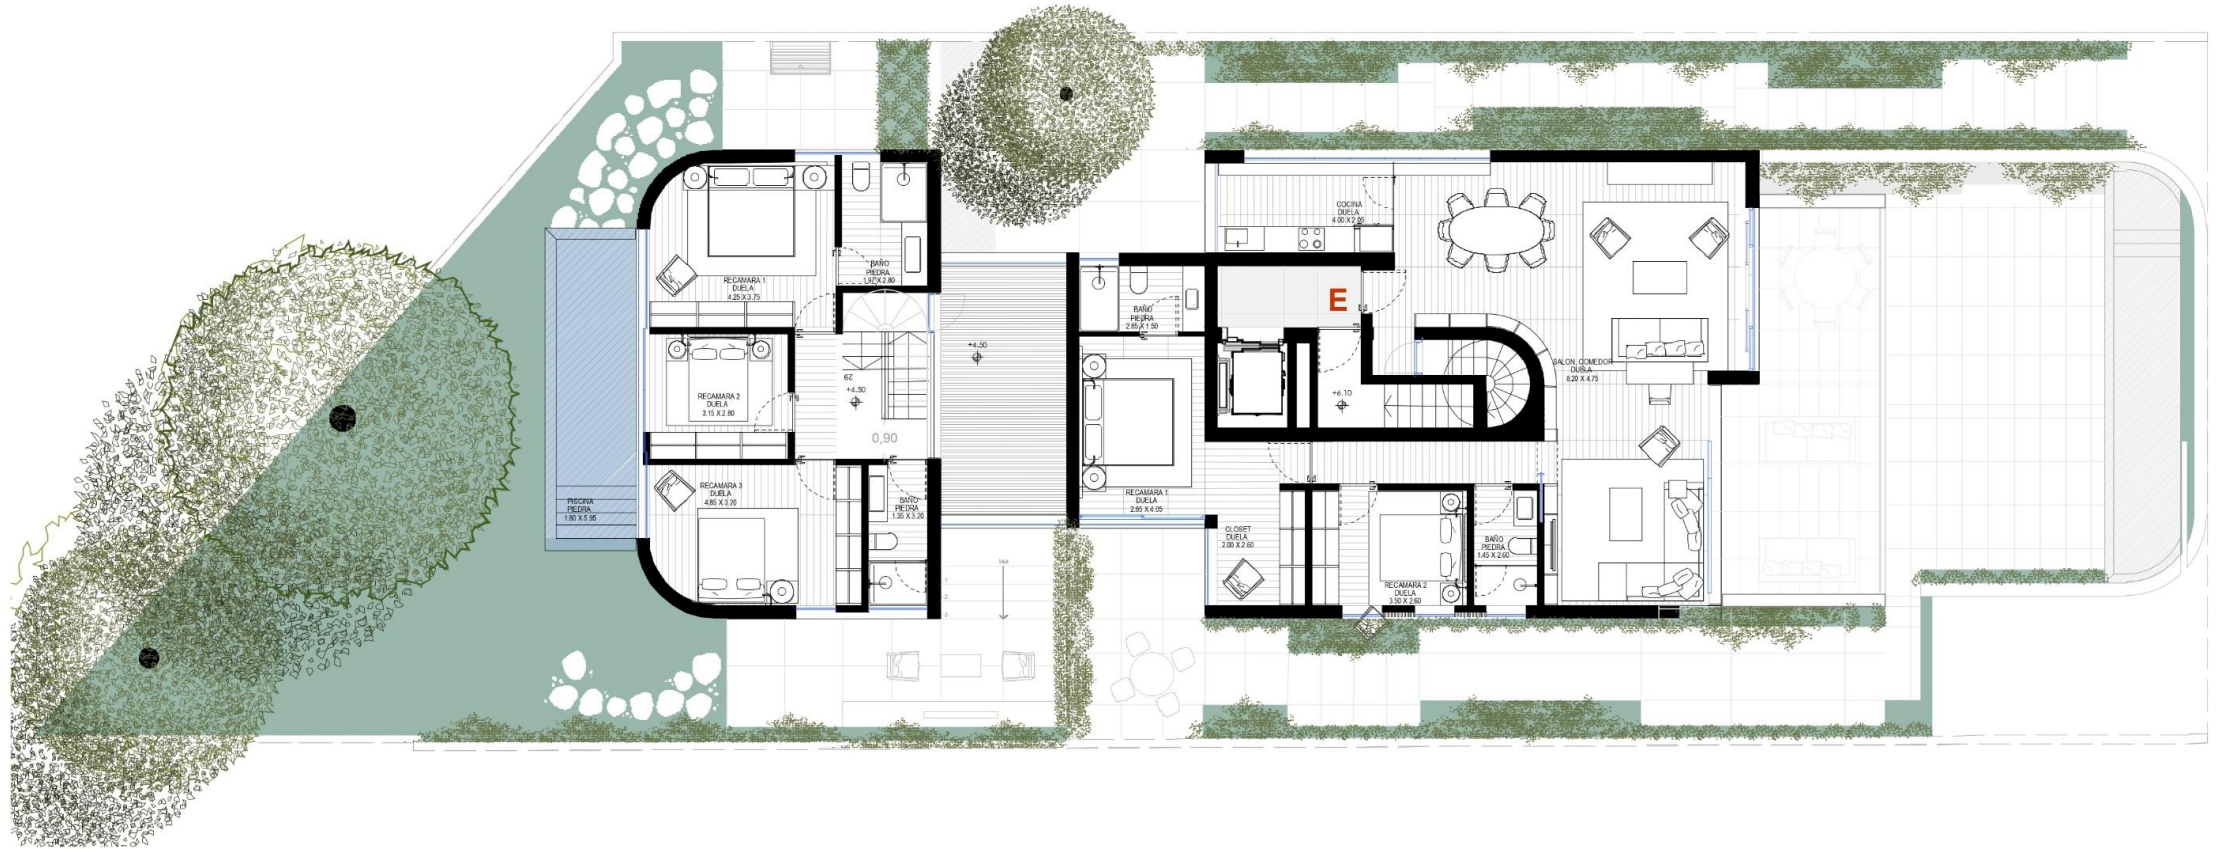 RECAMARA 1
DUELA
4.25 X 3.75
BAÑO
PIEDRA
1.97 X 2.80
RECAMARA 2
DUELA
3.15 X 2.80
29
+4.50
0,90
RECAMARA 3
DUELA
4.85 X 3.20
BAÑO
PIEDRA
1.35 X 3.20
PISCINA
PIEDRA
1.80 X 5.95
+4.50
BAÑO
PIEDRA
2.85 X 1.50
RECAMARA 1
DUELA
2.85 X 4.05
CLOSET
DUELA
2.00 X 2.60
COCINA
DUELA
4.00 X 2.05
E
+6.10
SALON, COMEDOR
DUELA
8.20 X 4.75
RECAMARA 2
DUELA
3.50 X 2.60
BAÑO
PIEDRA
1.45 X 2.60